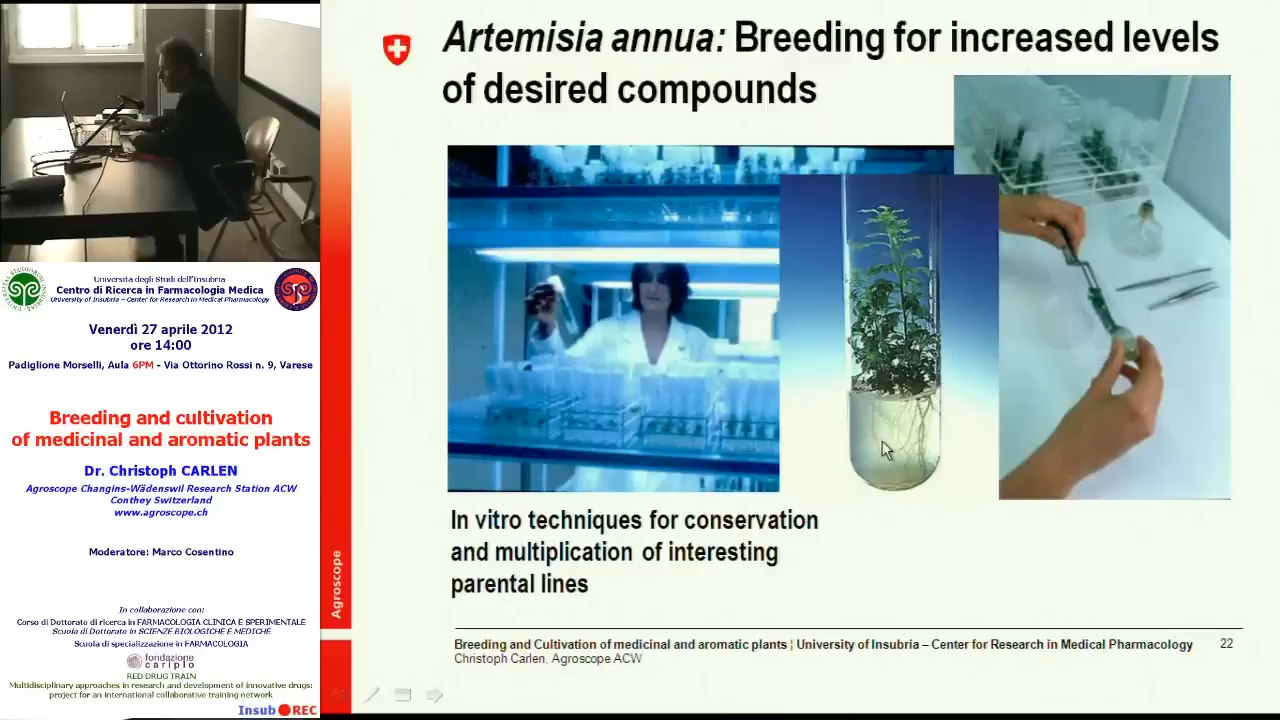 Artemisia annua: Breeding for increased levels
of desired compounds
In vitro techniques for conservation
and multiplication of interesting
parental lines
Agroscope
Breeding and Cultivation of medicinal and aromatic plants ¦ University of Insubria – Center for Research in Medical Pharmacology
22
Christoph Carlen, Agroscope ACW
Università degli Studi dell'Insubria
Centro di Ricerca in Farmacologia Medica
University of Insubria – Center for Research in Medical Pharmacology
Venerdì 27 aprile 2012
ore 14:00
Padiglione Morselli, Aula 6PM - Via Ottorino Rossi n. 9, Varese
Breeding and cultivation
of medicinal and aromatic plants
Dr. Christoph CARLEN
Agroscope Changins-Wädenswil Research Station ACW
Conthey Switzerland
www.agroscope.ch
Moderatore: Marco Cosentino
In collaborazione con:
Corso di Dottorato di ricerca in FARMACOLOGIA CLINICA E SPERIMENTALE
Scuola di Dottorato in SCIENZE BIOLOGICHE E MEDICHE
Scuola di specializzazione in FARMACOLOGIA
fondazione
cariplo
RED DRUG TRAIN
Multidisciplinary approaches in research and development of innovative drugs:
project for an international collaborative training network
Insub REC